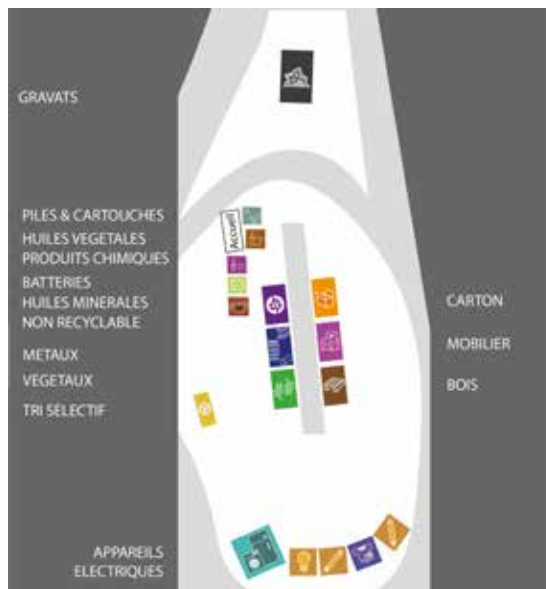 GRAVATS
PILES & CARTOUCHES
Accueil
HUILES VEGETALES
PRODUITS CHIMIQUES
BATTERIES
HUILES MINERALES
NON RECYCLABLE
METAUX
VEGETAUX
TRI SELECTIF
CARTON
MOBILIER
BOIS
APPAREILS
ELECTRIQUES